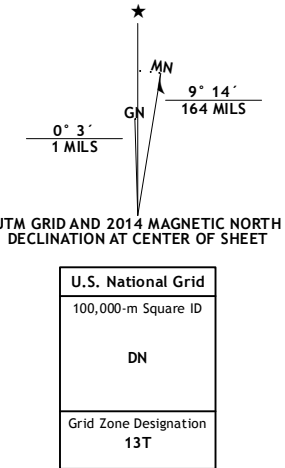 ★
MN
GN
9° 14´
164 MILS
0° 3´
1 MILS
UTM GRID AND 2014 MAGNETIC NORTH
DECLINATION AT CENTER OF SHEET
U.S. National Grid
100,000-m Square ID
DN
Grid Zone Designation
13T